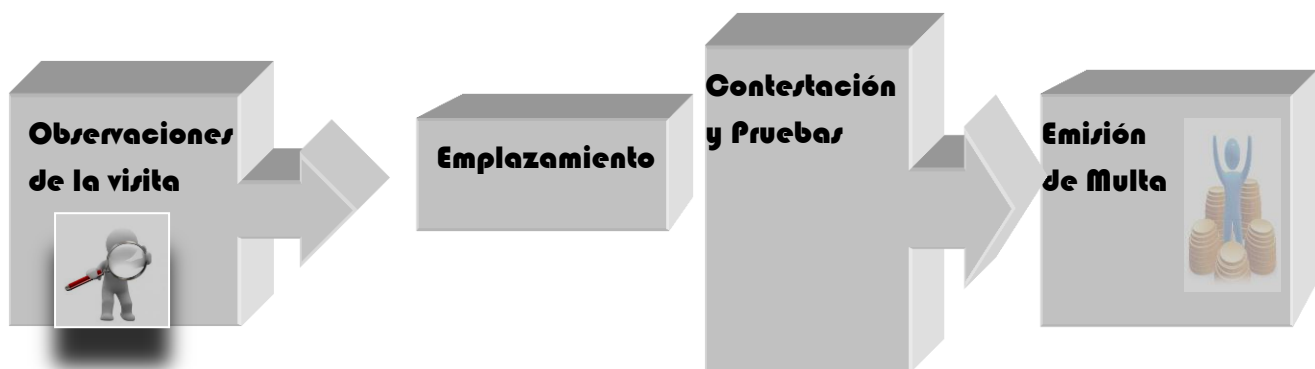 Observaciones
de la visita
Emplazamiento
Contestación
y Pruebas
Emisión
de Multa